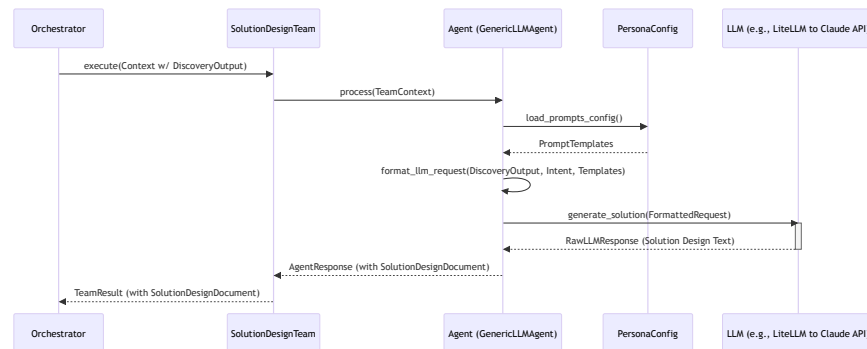 Orchestrator
SolutionDesignTeam
Agent (GenericLLMAgent)
PersonaConfig
LLM (e.g., LiteLLM to Claude API
execute(Context w/ DiscoveryOutput)
process(TeamContext)
load_prompts_config()
PromptTemplates
format_llm_request(DiscoveryOutput, Intent, Templates)
generate_solution(FormattedRequest)
RawLLMResponse (Solution Design Text)
AgentResponse (with SolutionDesignDocument)
TeamResult (with SolutionDesignDocument)
Orchestrator
SolutionDesignTeam
Agent (GenericLLMAgent)
PersonaConfig
LLM (e.g., LiteLLM to Claude API